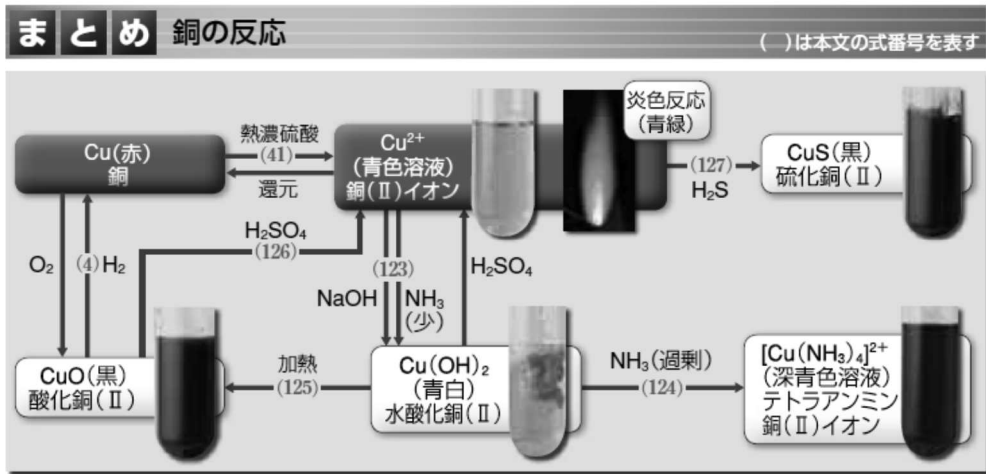 まとめ 銅の反応
( )は本文の式番号を表す
Cu(赤)
銅
熱濃硫酸
(41)
還元
Cu²⁺
(青色溶液)
銅(Ⅱ)イオン
炎色反応
(青緑)
(127)
H₂S
CuS(黒)
硫化銅(Ⅱ)
O₂
(4)H₂
H₂SO₄
(126)
(123)
NaOH
NH₃
(少)
H₂SO₄
CuO(黒)
酸化銅(Ⅱ)
加熱
(125)
Cu(OH)₂
(青白)
水酸化銅(Ⅱ)
NH₃(過剰)
(124)
[Cu(NH₃)₄]²⁺
(深青色溶液)
テトラアンミン
銅(Ⅱ)イオン